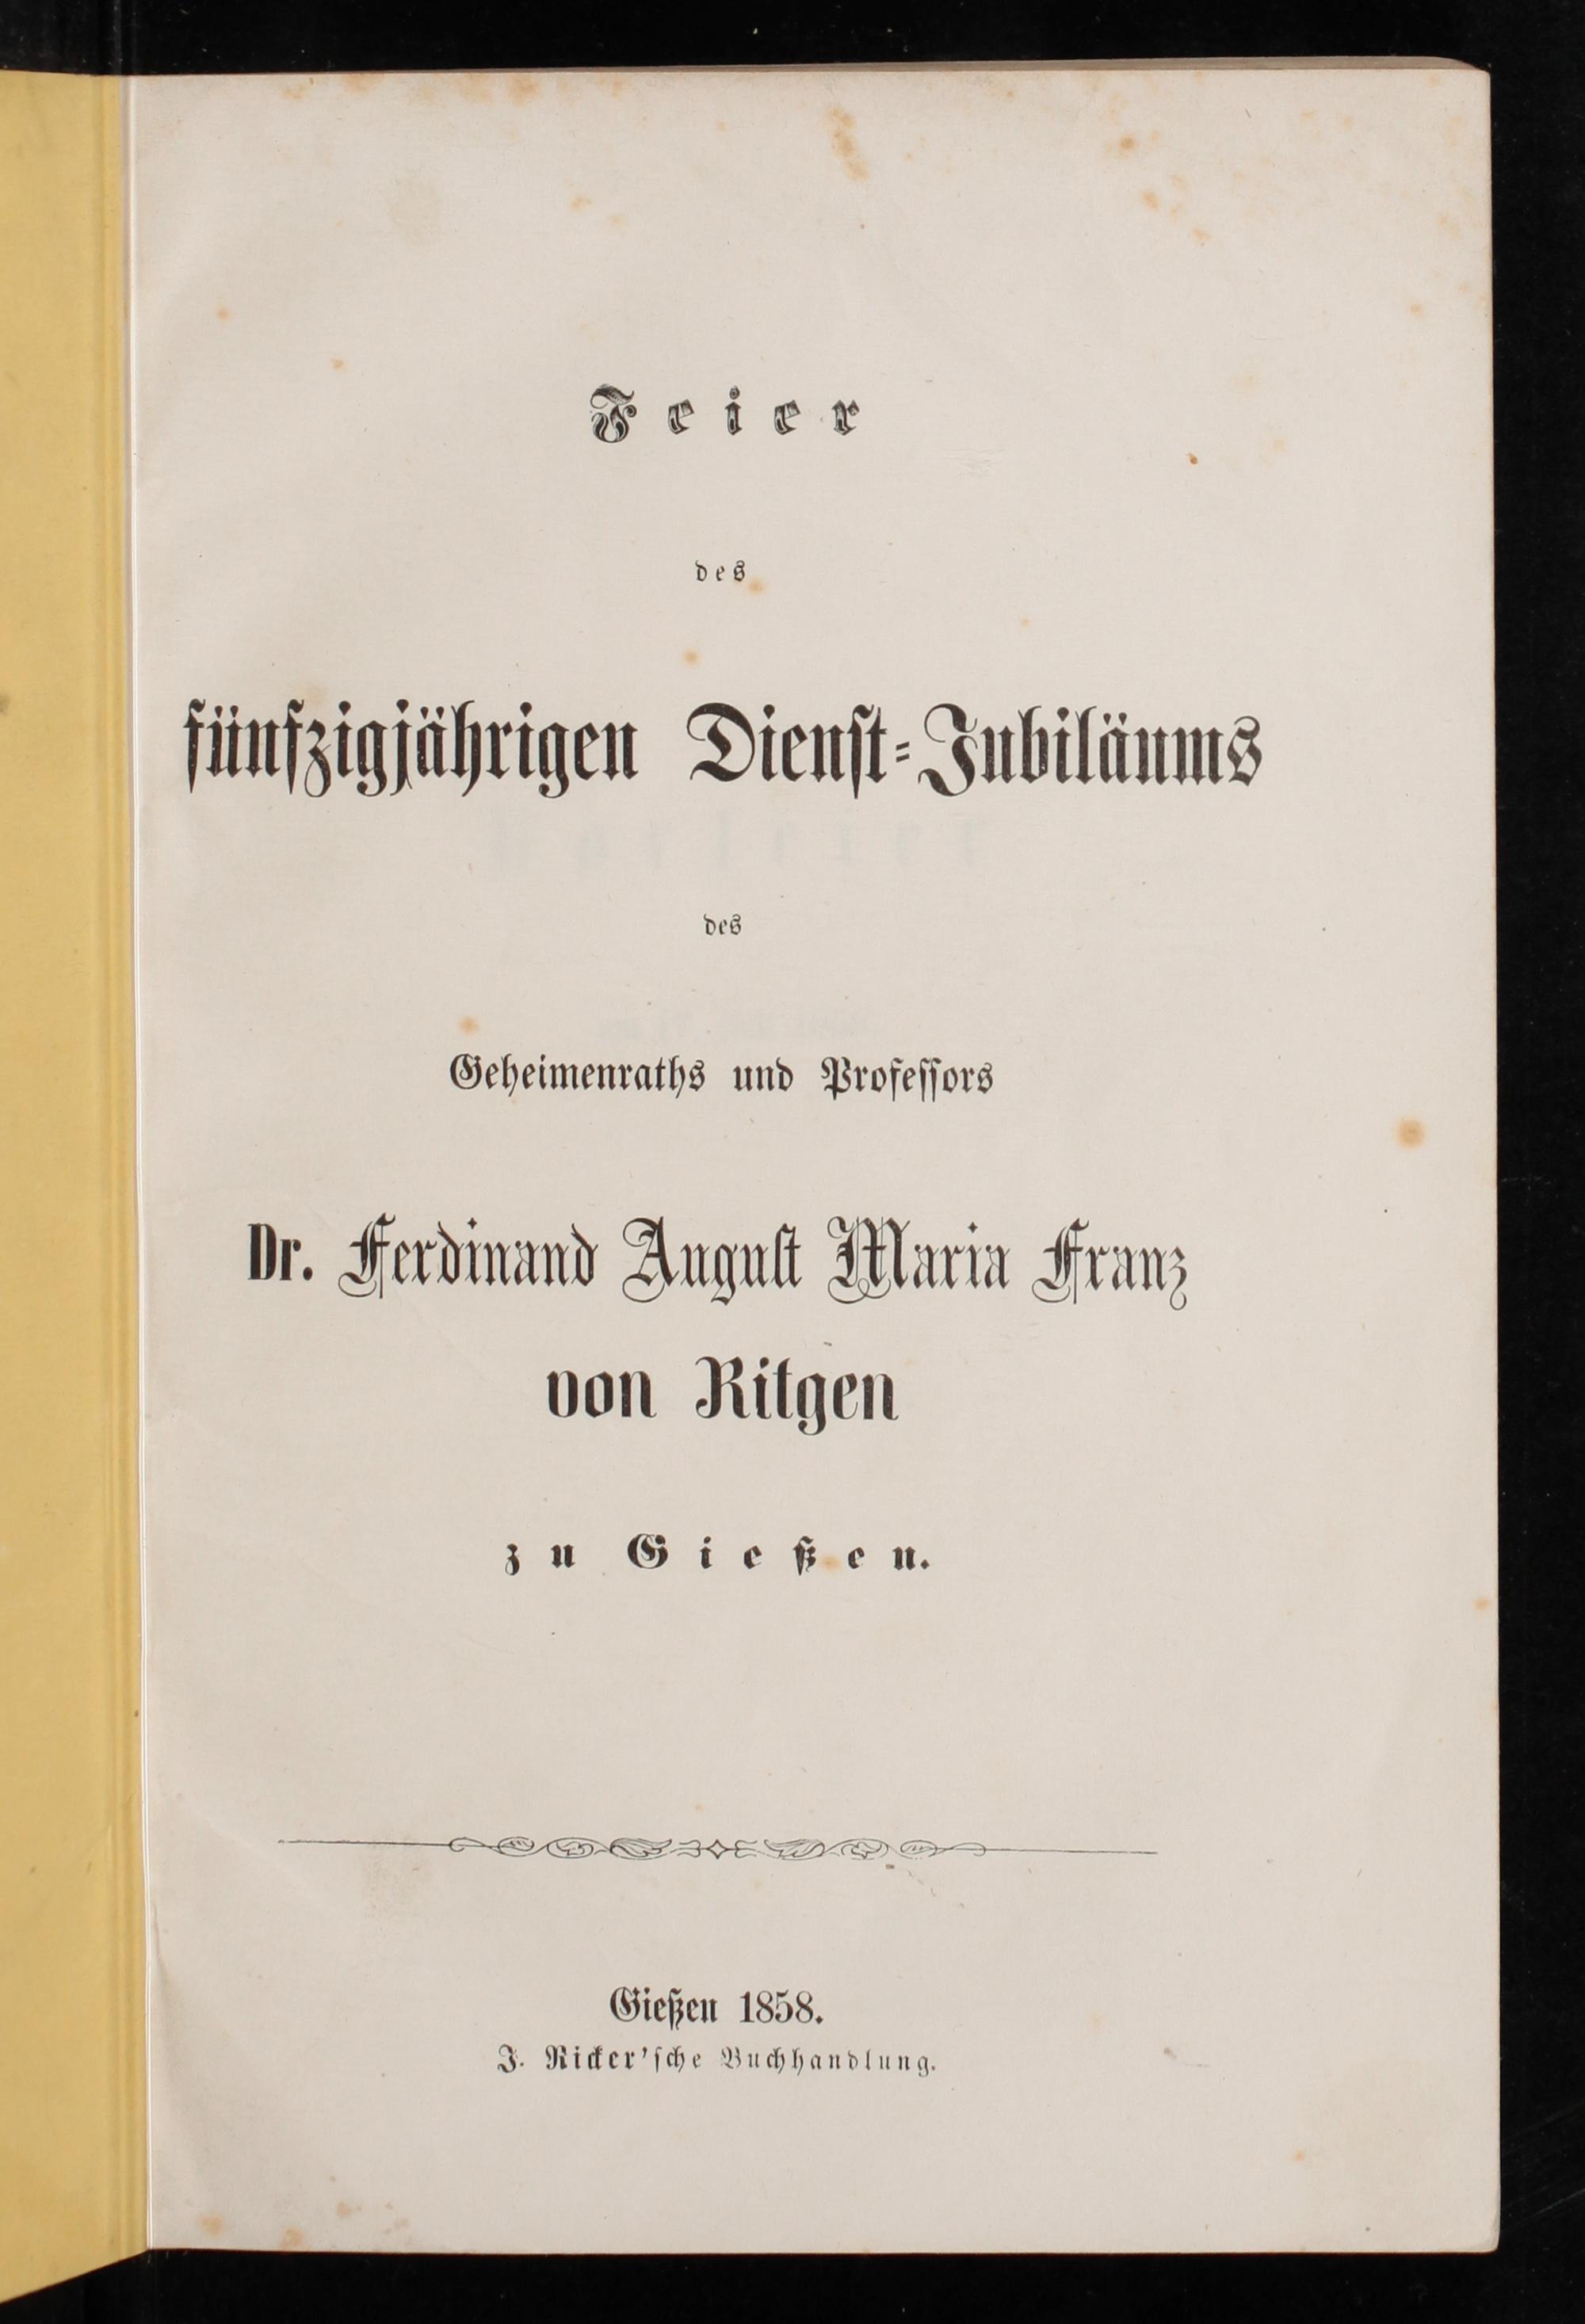 Feier
des
fünfzigjährigen Dienst-Jubiläums
des
Geheimenraths und Professors
Dr. Ferdinand August Maria Franz
von Ritgen
zu Gießen.
Gießen 1858.
J. Ricker'sche Buchhandlung.